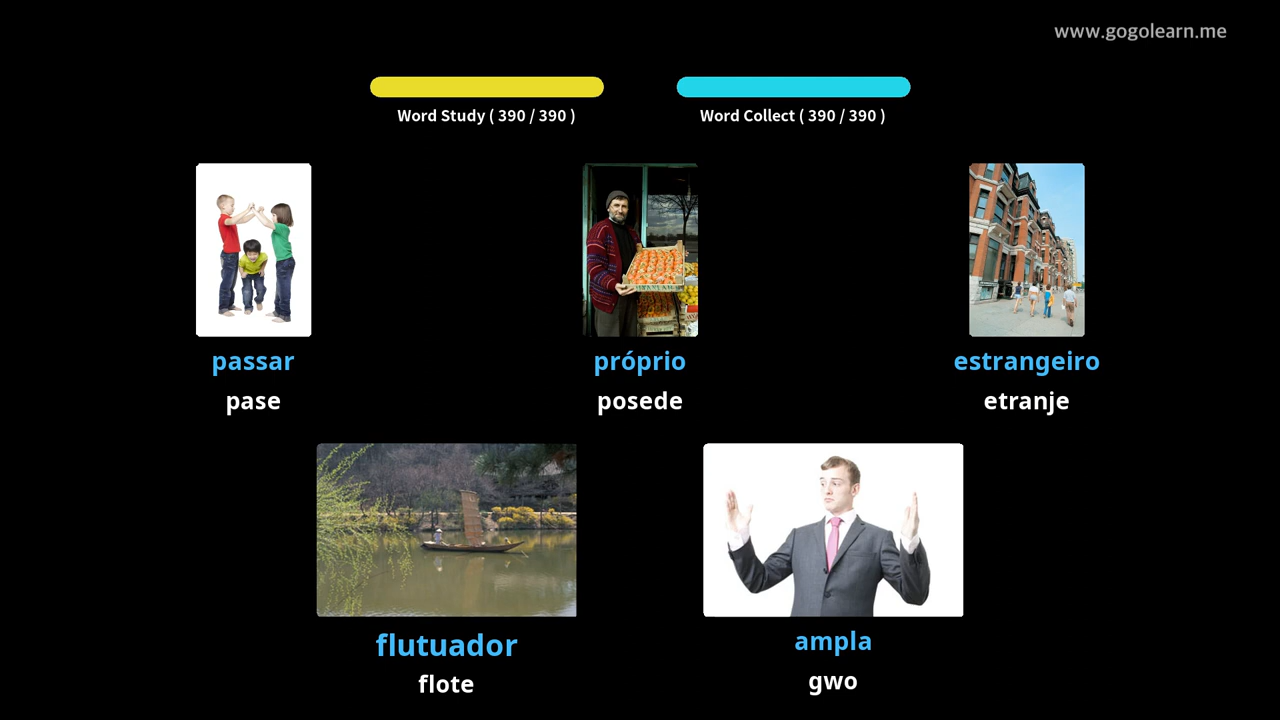 www.gogolearn.me
Word Study ( 390 / 390 )
Word Collect ( 390 / 390 )
passar
próprio
estrangeiro
pase
posede
etranje
flutuador
ampla
flote
gwo